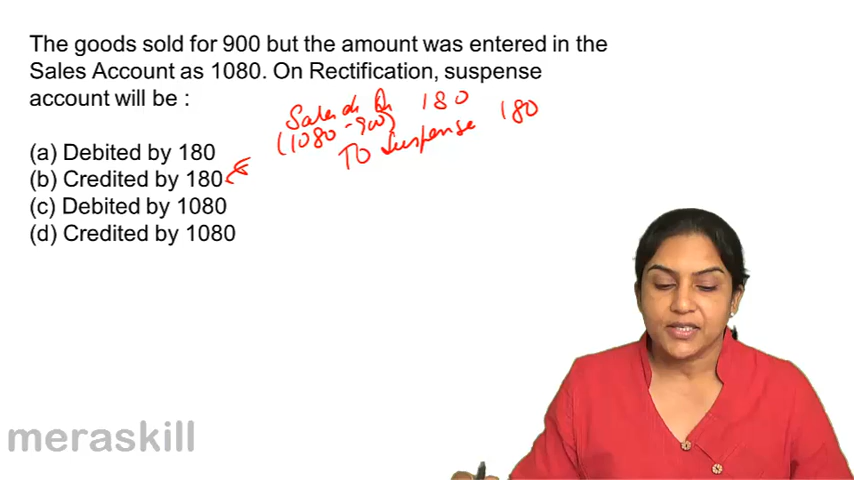 The goods sold for 900 but the amount was entered in the
Sales Account as 1080. On Rectification, suspense
account will be :
Sales a/c Dr 180
(1080 - 900)
To Suspense 180
(a) Debited by 180
(b) Credited by 180
(c) Debited by 1080
(d) Credited by 1080
meraskill